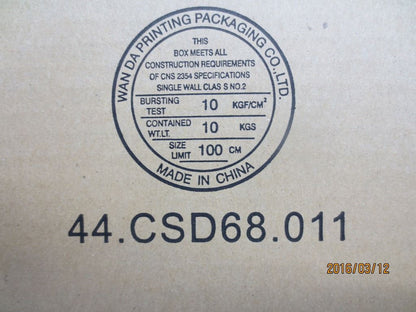 WAN DA PRINTING PACKAGING CO.,LTD.
THIS
BOX MEETS ALL
CONSTRUCTION REQUIREMENTS
OF CNS 2354 SPECIFICATIONS
SINGLE WALL CLAS S NO.2
BURSTING TEST 10 KGF/CM²
CONTAINED WT.LT. 10 KGS
SIZE LIMIT 100 CM
MADE IN CHINA
44.CSD68.011
2016/03/12